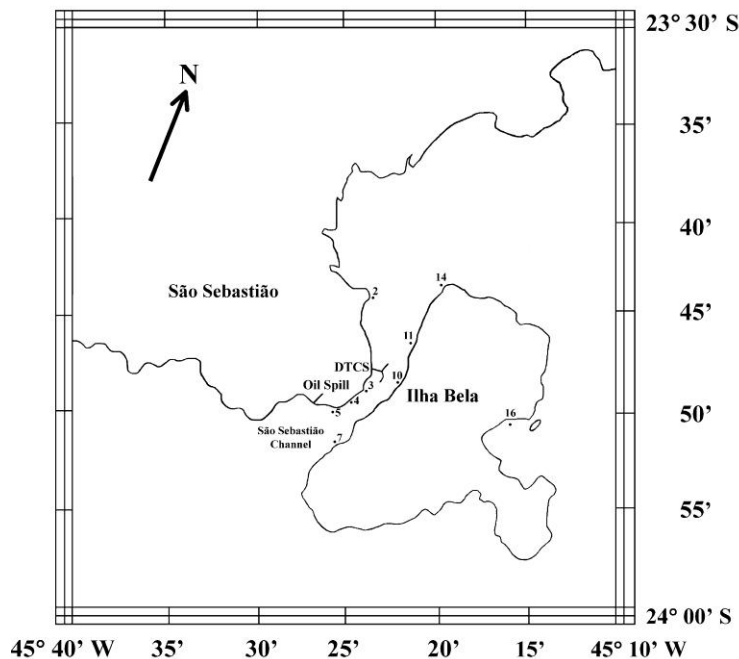 23° 30' S
N
35'
40'
São Sebastião
2
14
45'
11
DTCS
10
3
Oil Spill
4
Ilha Bela
5
16
50'
São Sebastião
Channel
7
55'
24° 00' S
45° 40' W
35'
30'
25'
20'
15'
45° 10' W